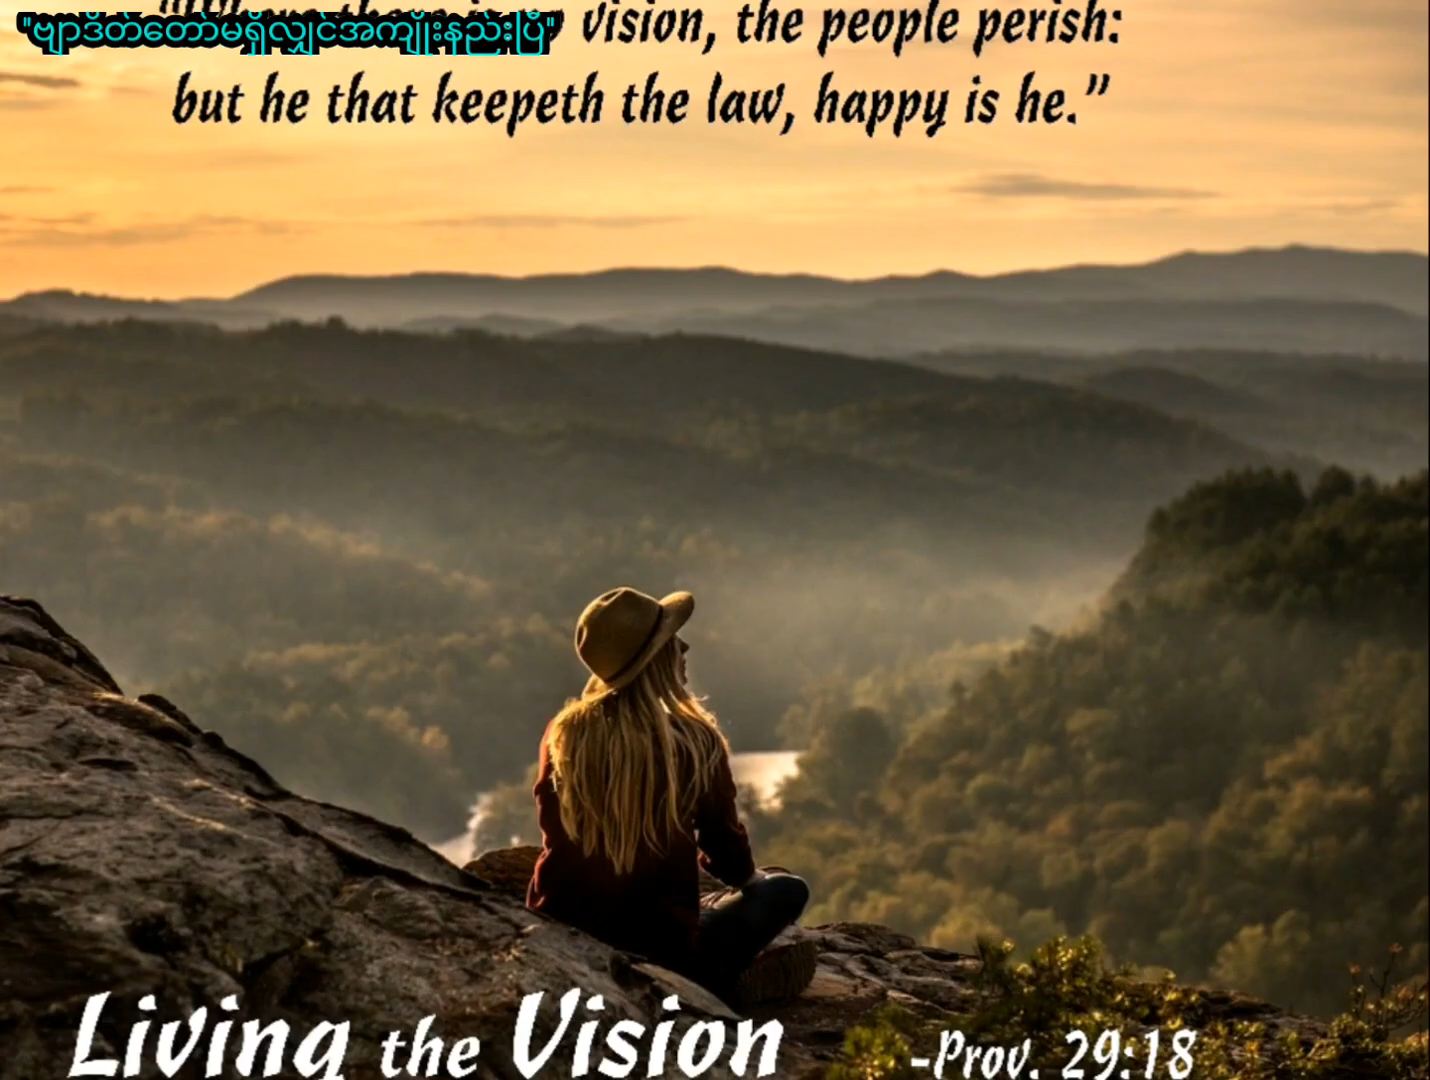 "ဗျာဒိတ်တော်မရှိလျှင်အကျိုးနည်းပြီ"
vision, the people perish:
but he that keepeth the law, happy is he.”
Living the Vision
-Prov. 29:18